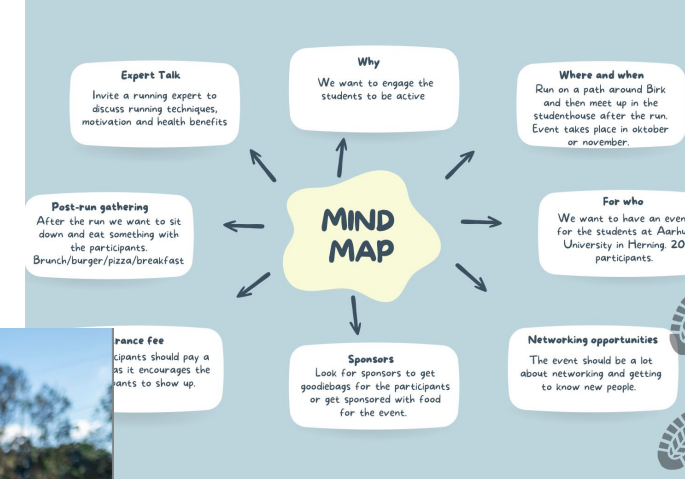 Expert Talk
Invite a running expert to
discuss running techniques,
motivation and health benefits
Why
We want to engage the
students to be active
Where and when
Run on a path around Birk
and then meet up in the
studenthouse after the run.
Event takes place in oktober
or november.
Post-run gathering
After the run we want to sit
down and eat something with
the participants.
Brunch/burger/pizza/breakfast
MIND
MAP
For who
We want to have an even
for the students at Aarhu
University in Herning. 20
participants.
rance fee
cipants should pay a
as it encourages the
pants to show up.
Sponsors
Look for sponsors to get
goodiebags for the participants
or get sponsored with food
for the event.
Networking opportunities
The event should be a lot
about networking and getting
to know new people.